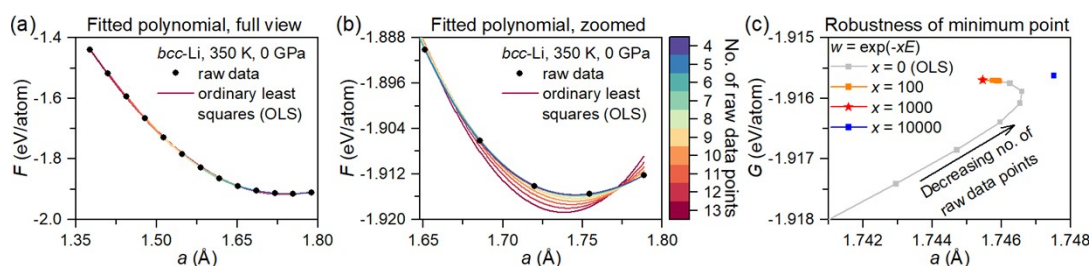 (a) Fitted polynomial, full view
-1.4
-1.6
-1.8
-2.0
F (eV/atom)
bcc-Li, 350 K, 0 GPa
raw data
ordinary least
squares (OLS)
1.35 1.50 1.65 1.80
a (Å)
(b) Fitted polynomial, zoomed
-1.888
-1.896
-1.904
-1.912
-1.920
F (eV/atom)
bcc-Li, 350 K, 0 GPa
raw data
ordinary least
squares (OLS)
1.65 1.70 1.75 1.80
a (Å)
4
5
6
7
8
9
10
11
12
13
No. of raw data points
(c) Robustness of minimum point
-1.915
-1.916
-1.917
-1.918
G (eV/atom)
w = exp(-xE)
x = 0 (OLS)
x = 100
x = 1000
x = 10000
Decreasing no. of
raw data points
1.742 1.744 1.746 1.748
a (Å)